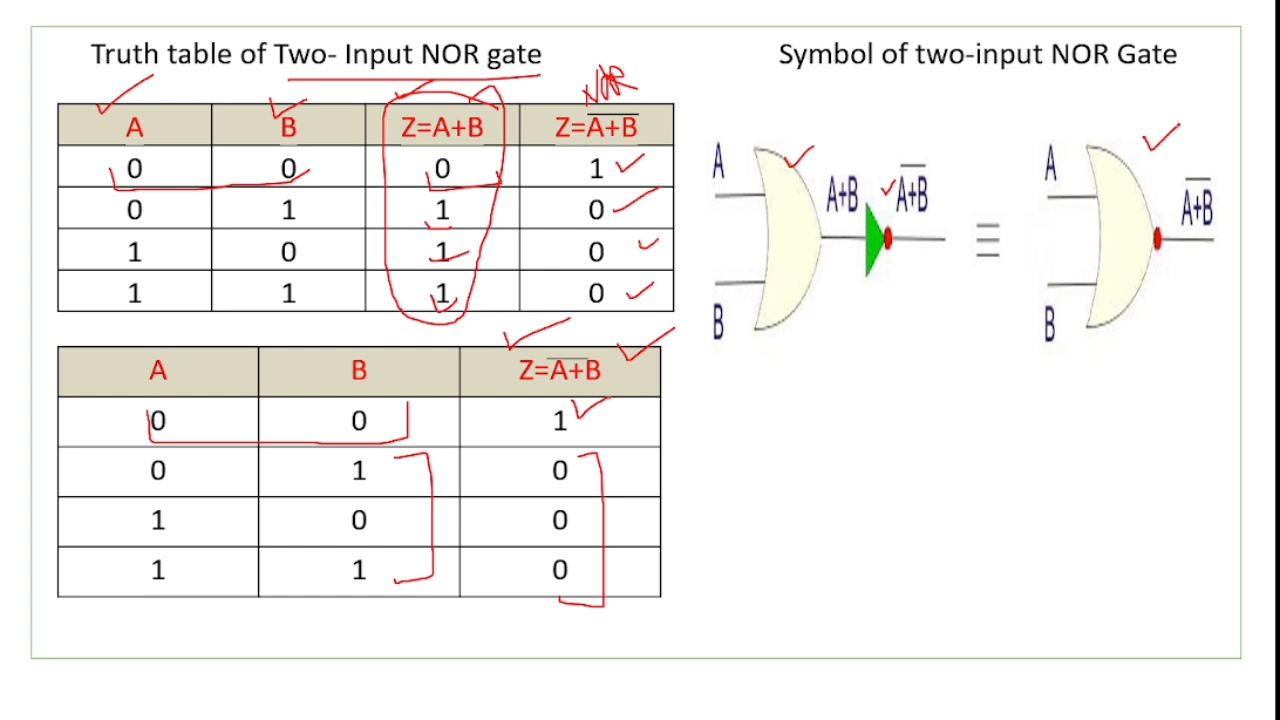 Truth table of Two- Input NOR gate
Symbol of two-input NOR Gate
NOR
A B Z=A+B Z=A̅+̅B̅
0 0 0 1
0 1 1 0
1 0 1 0
1 1 1 0
A B Z=A̅+̅B
0 0 1
0 1 0
1 0 0
1 1 0
A
A+B A̅+̅B̅
B
≡
A
A̅+̅B̅
B